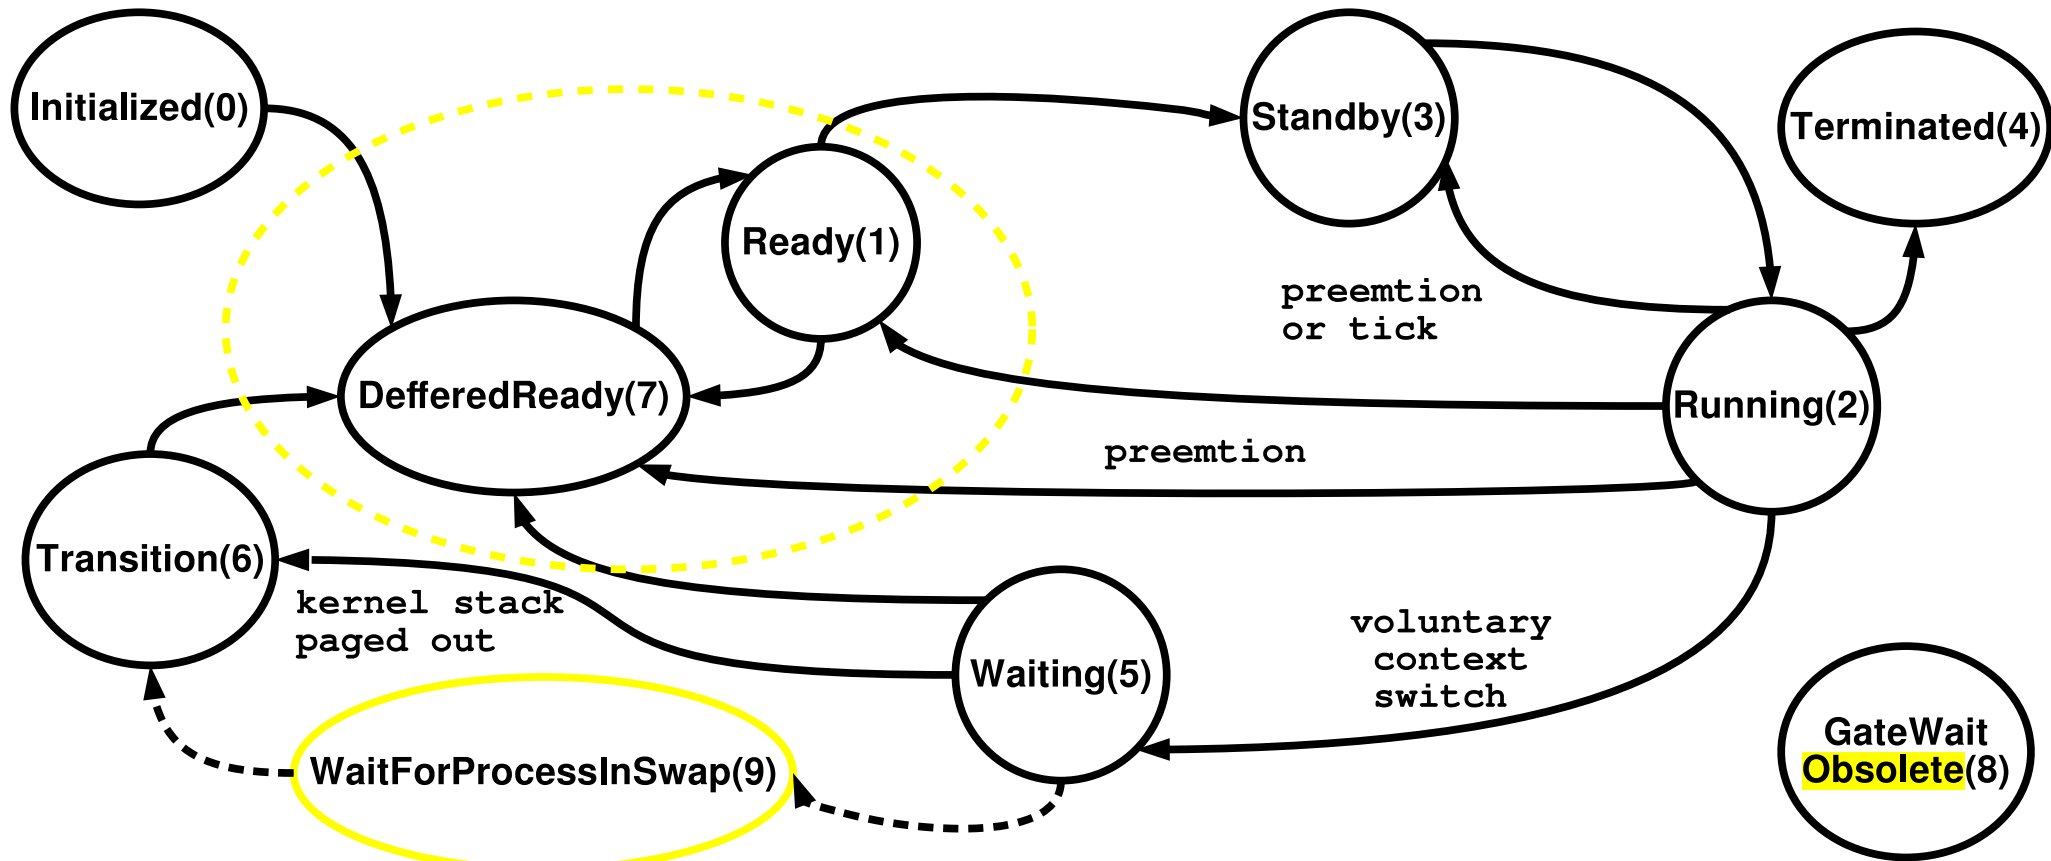 Initialized(0)
Standby(3)
Terminated(4)
Ready(1)
preemtion
or tick
DefferedReady(7)
Running(2)
preemtion
Transition(6)
kernel stack
paged out
Waiting(5)
voluntary
context
switch
WaitForProcessInSwap(9)
GateWait
Obsolete(8)